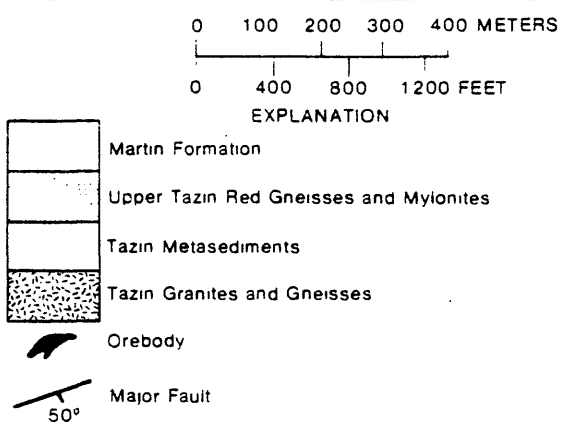 0 100 200 300 400 METERS
0 400 800 1200 FEET
EXPLANATION
Martin Formation
Upper Tazin Red Gneisses and Mylonites
Tazin Metasediments
Tazin Granites and Gneisses
Orebody
Major Fault
50°